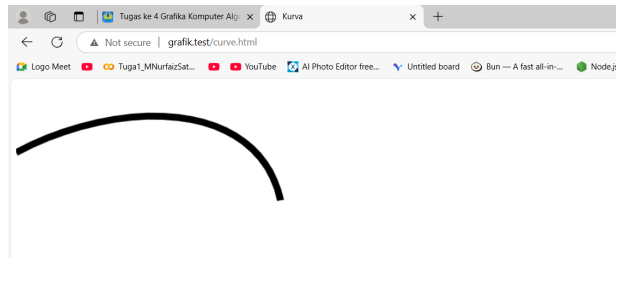 Tugas ke 4 Grafika Komputer Algo Kurva
Not secure | grafik.test/curve.html
Logo Meet Tuga1_MNurfaizSat... YouTube AI Photo Editor free... Untitled board Bun — A fast all-in-... Node.js